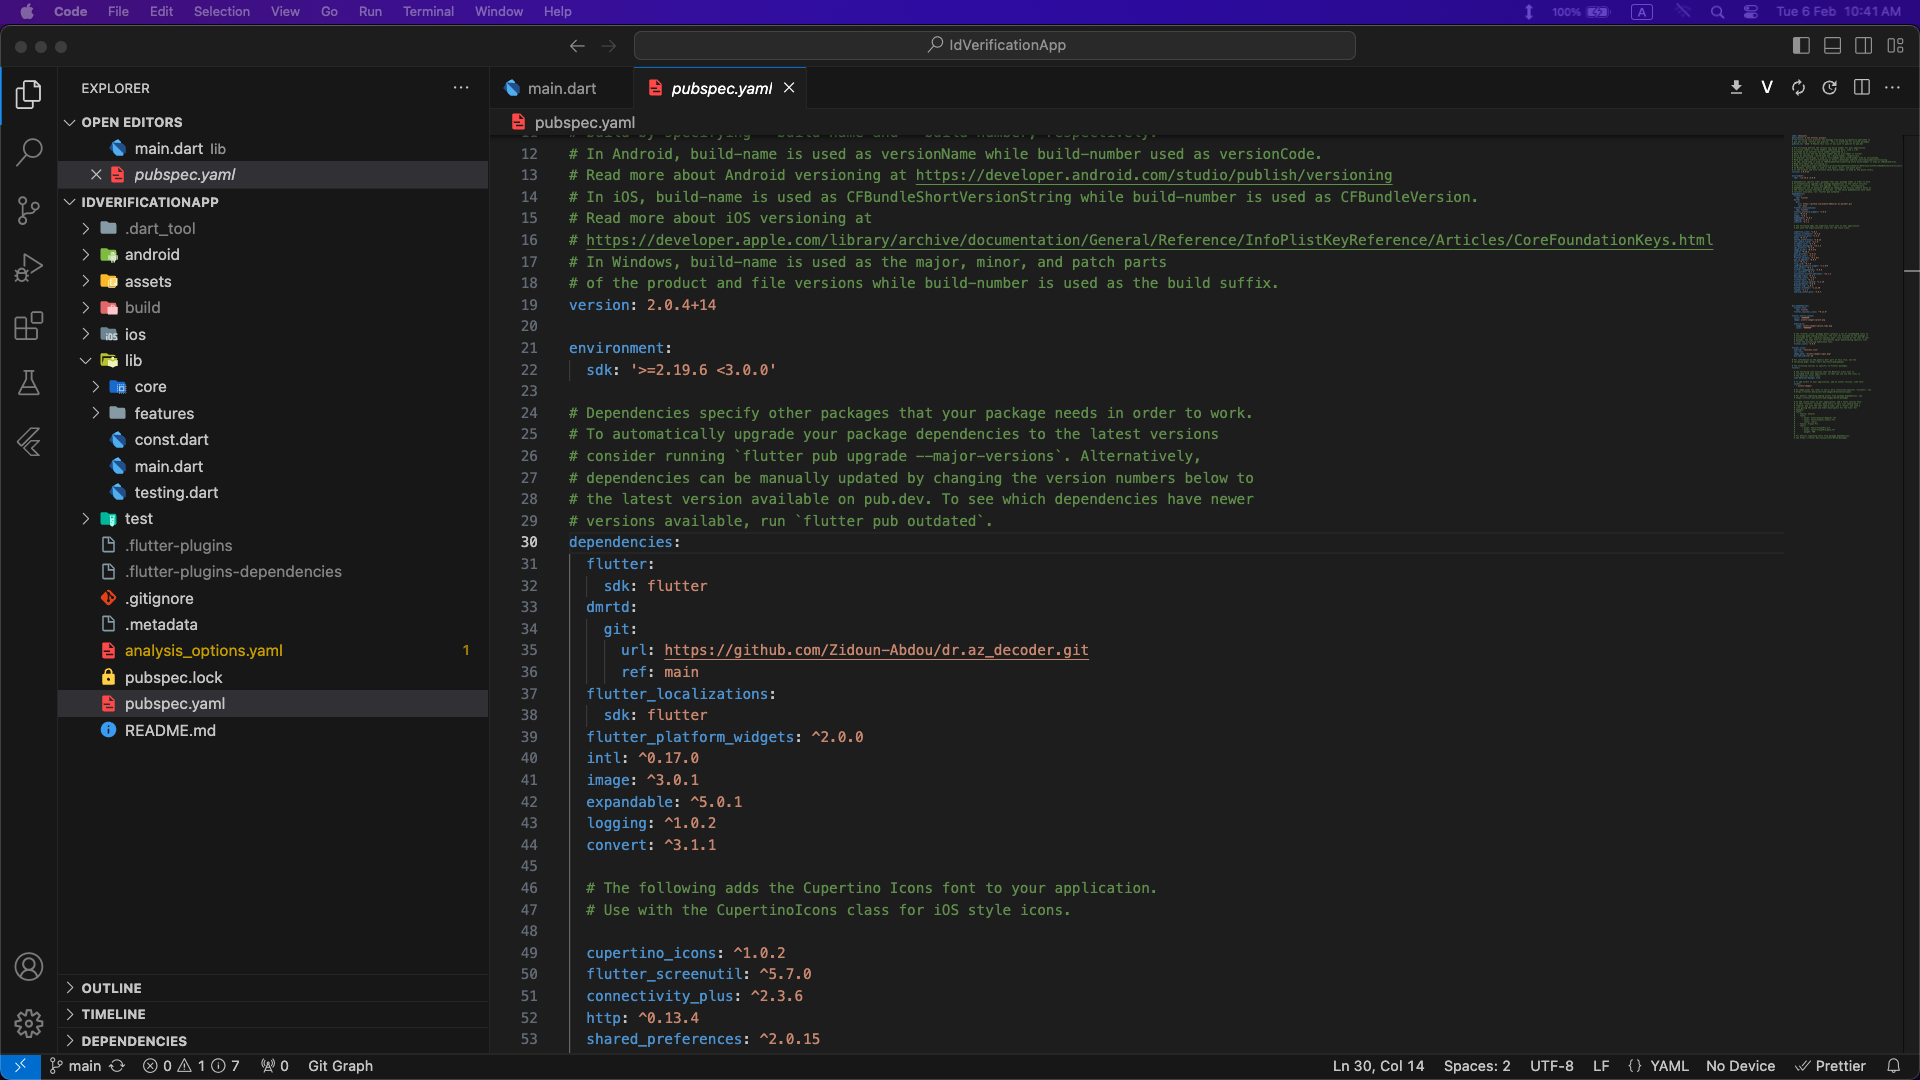 Code File Edit Selection View Go Run Terminal Window Help 100% A Tue 6 Feb 10:41 AM
IdVerificationApp
EXPLORER
main.dart
pubspec.yaml
V
OPEN EDITORS
main.dart lib
pubspec.yaml
IDVERIFICATIONAPP
.dart_tool
android
assets
build
ios
lib
core
features
const.dart
main.dart
testing.dart
test
.flutter-plugins
.flutter-plugins-dependencies
.gitignore
.metadata
analysis_options.yaml 1
pubspec.lock
pubspec.yaml
README.md
OUTLINE
TIMELINE
DEPENDENCIES
pubspec.yaml
12 # In Android, build-name is used as versionName while build-number used as versionCode.
13 # Read more about Android versioning at https://developer.android.com/studio/publish/versioning
14 # In iOS, build-name is used as CFBundleShortVersionString while build-number is used as CFBundleVersion.
15 # Read more about iOS versioning at
16 # https://developer.apple.com/library/archive/documentation/General/Reference/InfoPlistKeyReference/Articles/CoreFoundationKeys.html
17 # In Windows, build-name is used as the major, minor, and patch parts
18 # of the product and file versions while build-number is used as the build suffix.
19 version: 2.0.4+14
20
21 environment:
22 sdk: '>=2.19.6 <3.0.0'
23
24 # Dependencies specify other packages that your package needs in order to work.
25 # To automatically upgrade your package dependencies to the latest versions
26 # consider running `flutter pub upgrade --major-versions`. Alternatively,
27 # dependencies can be manually updated by changing the version numbers below to
28 # the latest version available on pub.dev. To see which dependencies have newer
29 # versions available, run `flutter pub outdated`.
30 dependencies:
31 flutter:
32 sdk: flutter
33 dmrtd:
34 git:
35 url: https://github.com/Zidoun-Abdou/dr.az_decoder.git
36 ref: main
37 flutter_localizations:
38 sdk: flutter
39 flutter_platform_widgets: ^2.0.0
40 intl: ^0.17.0
41 image: ^3.0.1
42 expandable: ^5.0.1
43 logging: ^1.0.2
44 convert: ^3.1.1
45
46 # The following adds the Cupertino Icons font to your application.
47 # Use with the CupertinoIcons class for iOS style icons.
48
49 cupertino_icons: ^1.0.2
50 flutter_screenutil: ^5.7.0
51 connectivity_plus: ^2.3.6
52 http: ^0.13.4
53 shared_preferences: ^2.0.15
main 0 1 7 0 Git Graph Ln 30, Col 14 Spaces: 2 UTF-8 LF {} YAML No Device Prettier